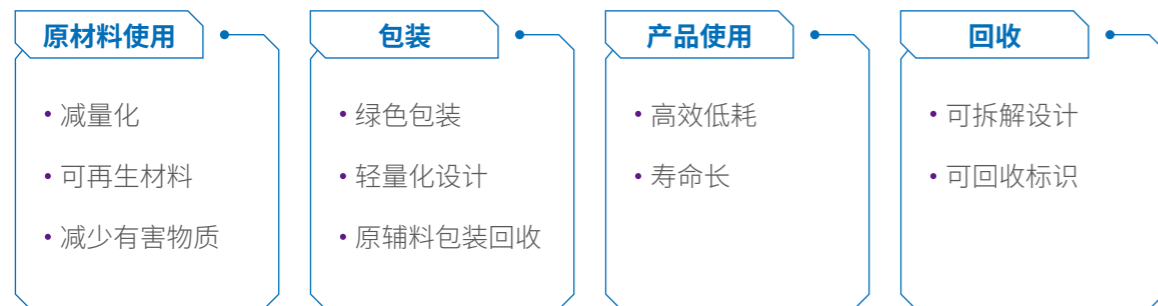 原材料使用
• 减量化
• 可再生材料
• 减少有害物质
包装
• 绿色包装
• 轻量化设计
• 原辅料包装回收
产品使用
• 高效低耗
• 寿命长
回收
• 可拆解设计
• 可回收标识